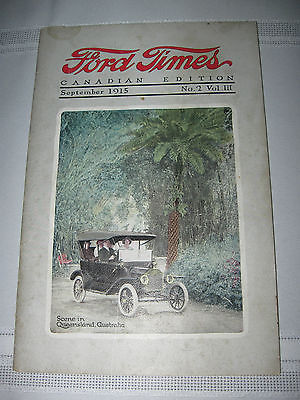 Ford Times
CANADIAN EDITION
September 1915 No. 2 Vol III
Scene in
Queensland, Australia